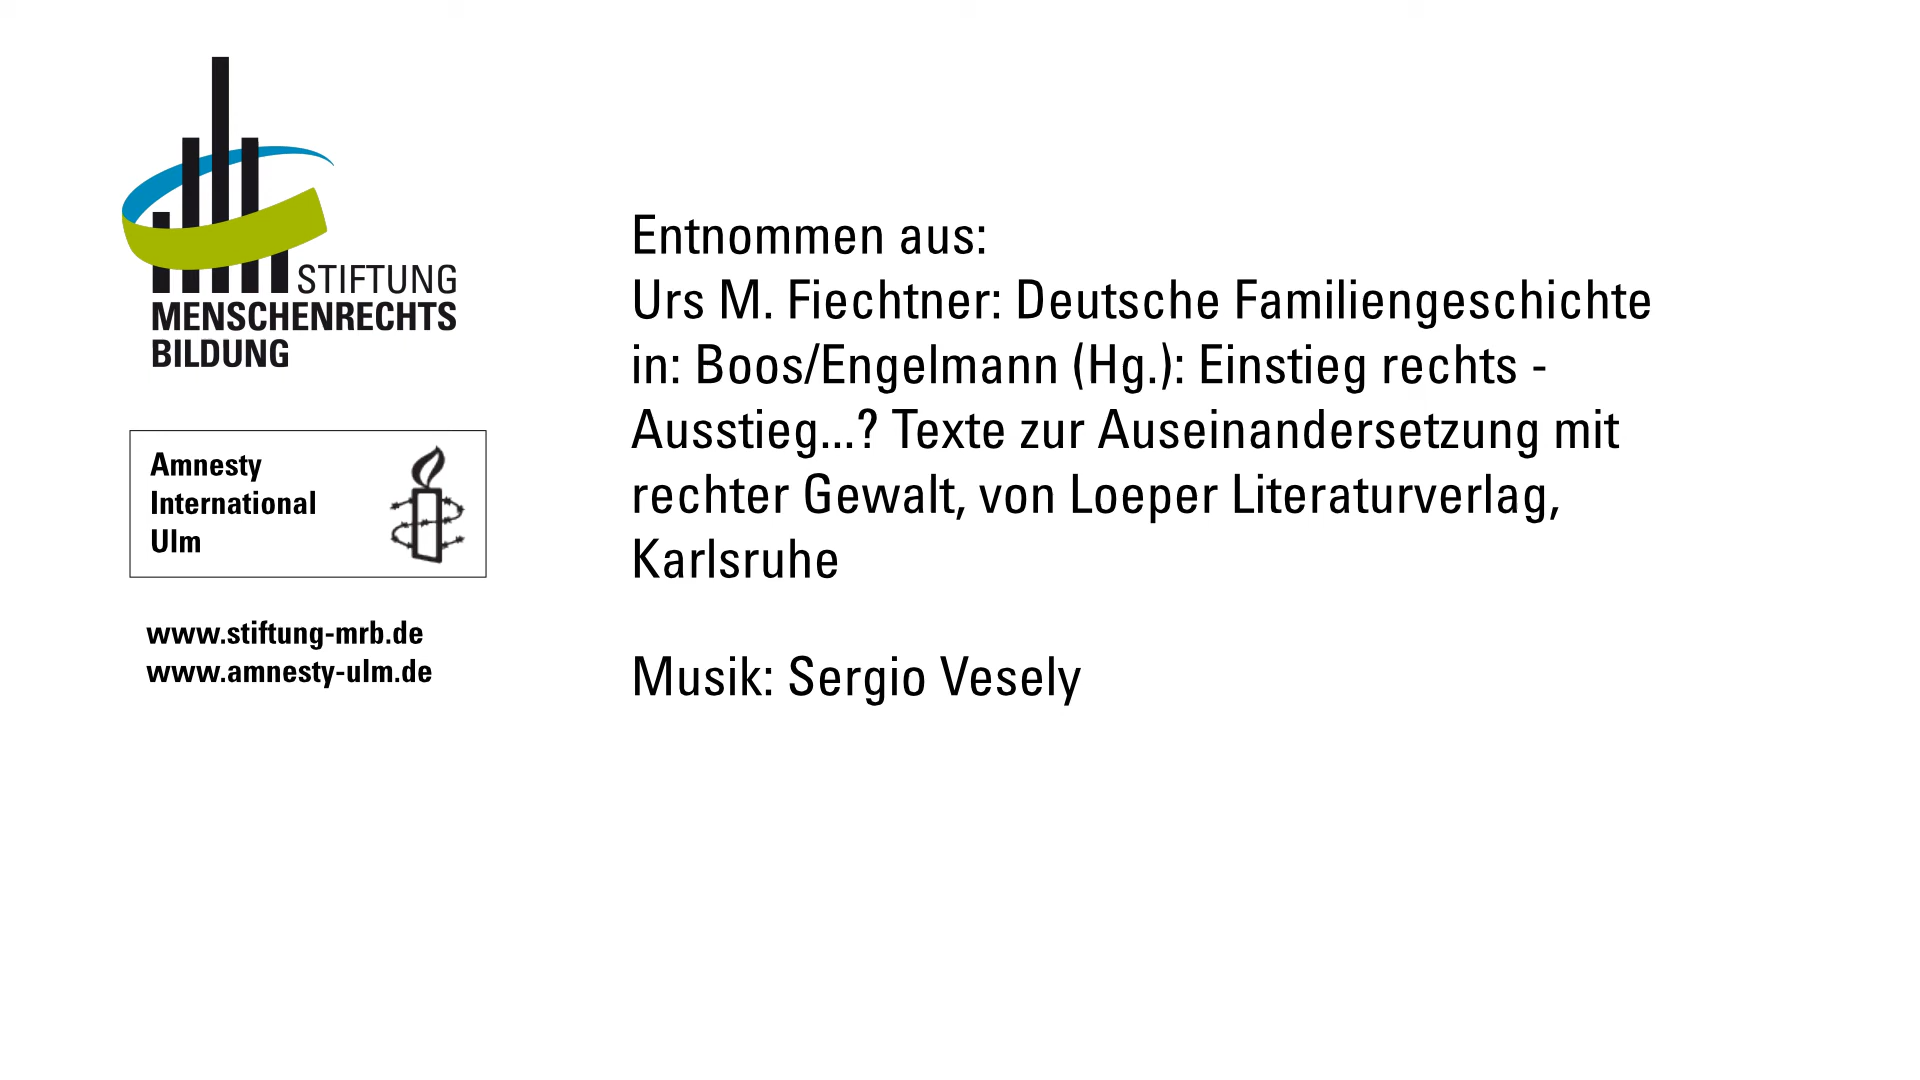 STIFTUNG
MENSCHENRECHTS
BILDUNG
Amnesty
International
Ulm
www.stiftung-mrb.de
www.amnesty-ulm.de
Entnommen aus:
Urs M. Fiechtner: Deutsche Familiengeschichte
in: Boos/Engelmann (Hg.): Einstieg rechts -
Ausstieg...? Texte zur Auseinandersetzung mit
rechter Gewalt, von Loeper Literaturverlag,
Karlsruhe
Musik: Sergio Vesely